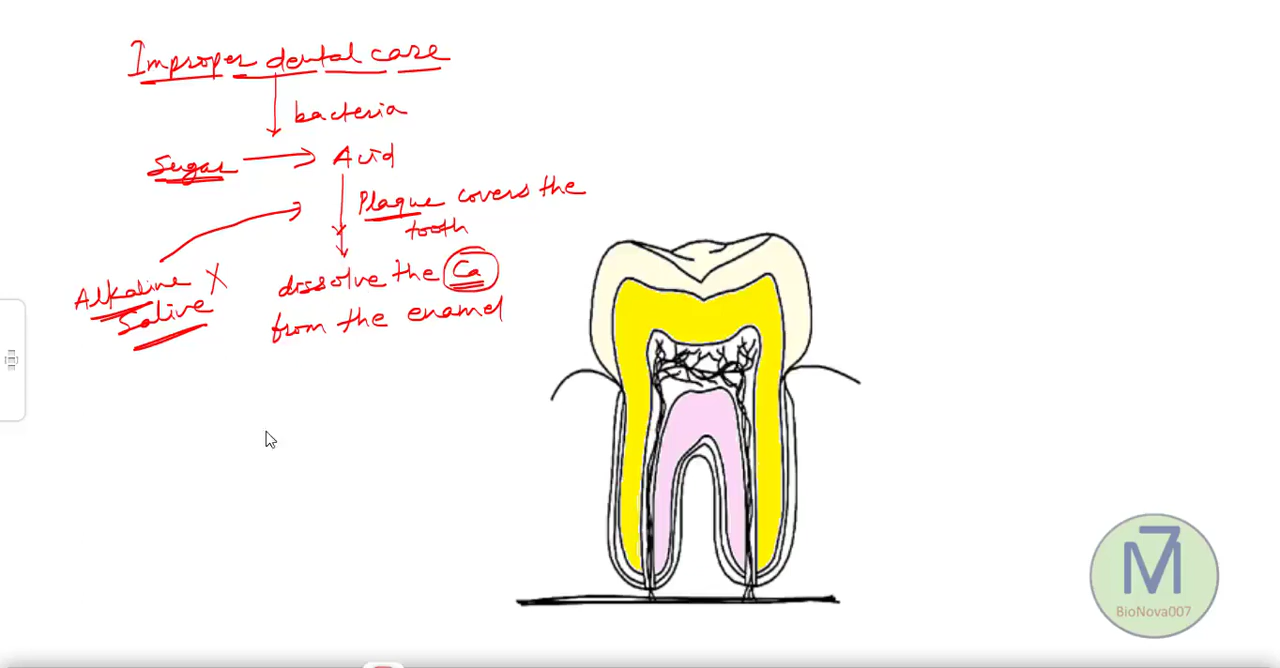 Improper dental care
bacteria
Sugar → Acid
Plaque covers the
tooth
Alkaline X
Salive
dissolve the Ca
from the enamel
M7
BioNova007